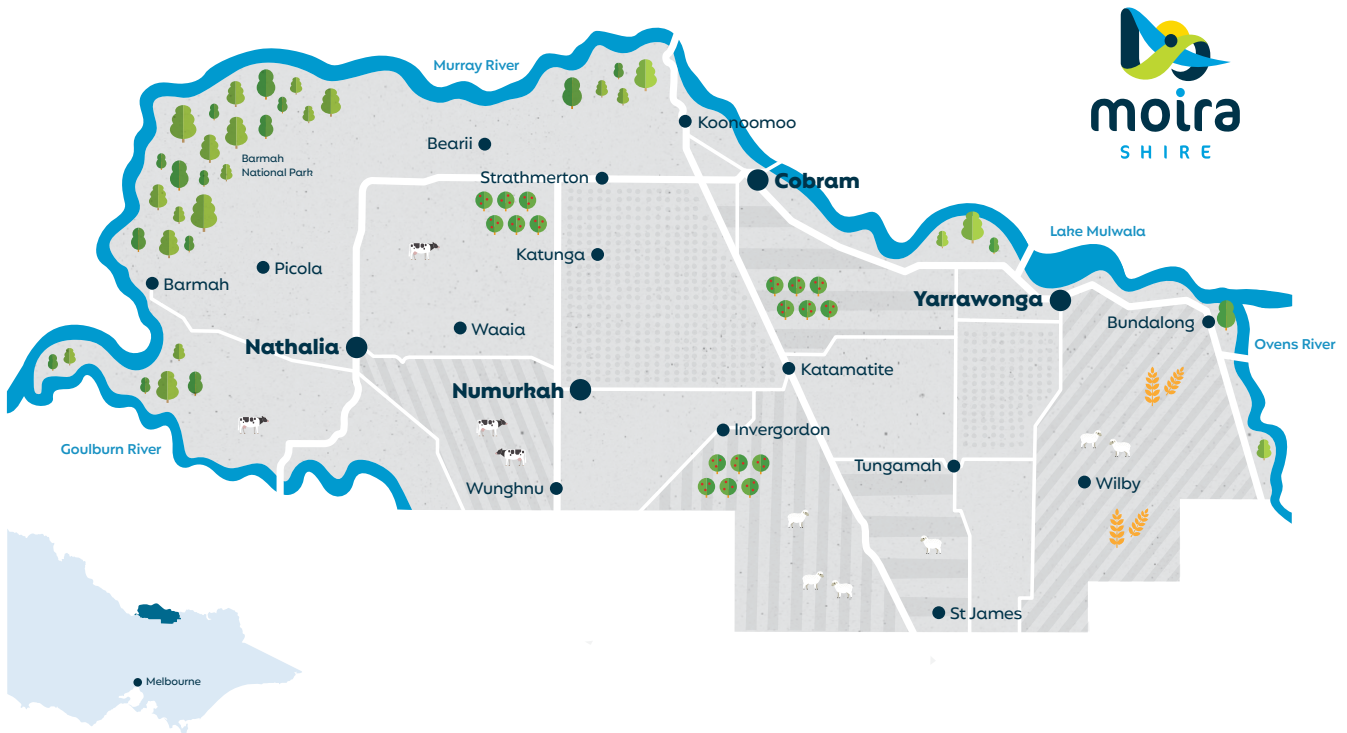 moira
SHIRE
Murray River
Koonoomoo
Bearii
Barmah
National Park
Strathmerton
Cobram
Lake Mulwala
Katunga
Picola
Barmah
Yarrawonga
Bundalong
Waaia
Nathalia
Ovens River
Katamatite
Numurkah
Invergordon
Goulburn River
Tungamah
Wunghnu
Wilby
St James
Melbourne